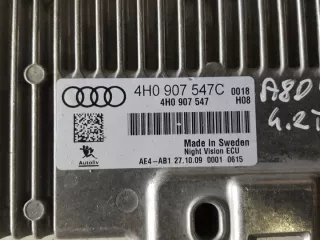 4H0 907 547C 0018
4H0 907 547 H08
Made in Sweden
Night Vision ECU
Autoliv
AE4-AB1 27.10.09 0001 0615
A8D
4.2T